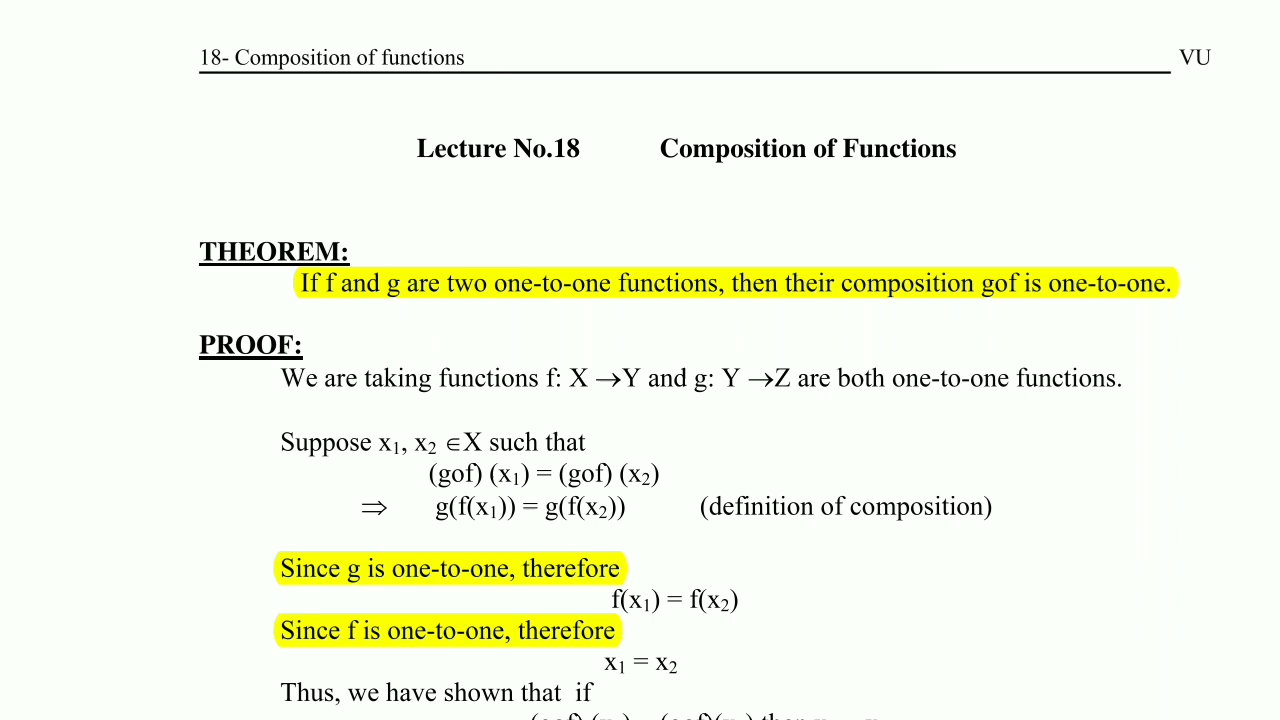 18- Composition of functions VU
Lecture No.18 Composition of Functions
THEOREM:
If f and g are two one-to-one functions, then their composition gof is one-to-one.
PROOF:
We are taking functions f: X →Y and g: Y →Z are both one-to-one functions.
Suppose x₁, x₂ ∈X such that
(gof) (x₁) = (gof) (x₂)
⇒ g(f(x₁)) = g(f(x₂)) (definition of composition)
Since g is one-to-one, therefore
f(x₁) = f(x₂)
Since f is one-to-one, therefore
x₁ = x₂
Thus, we have shown that if